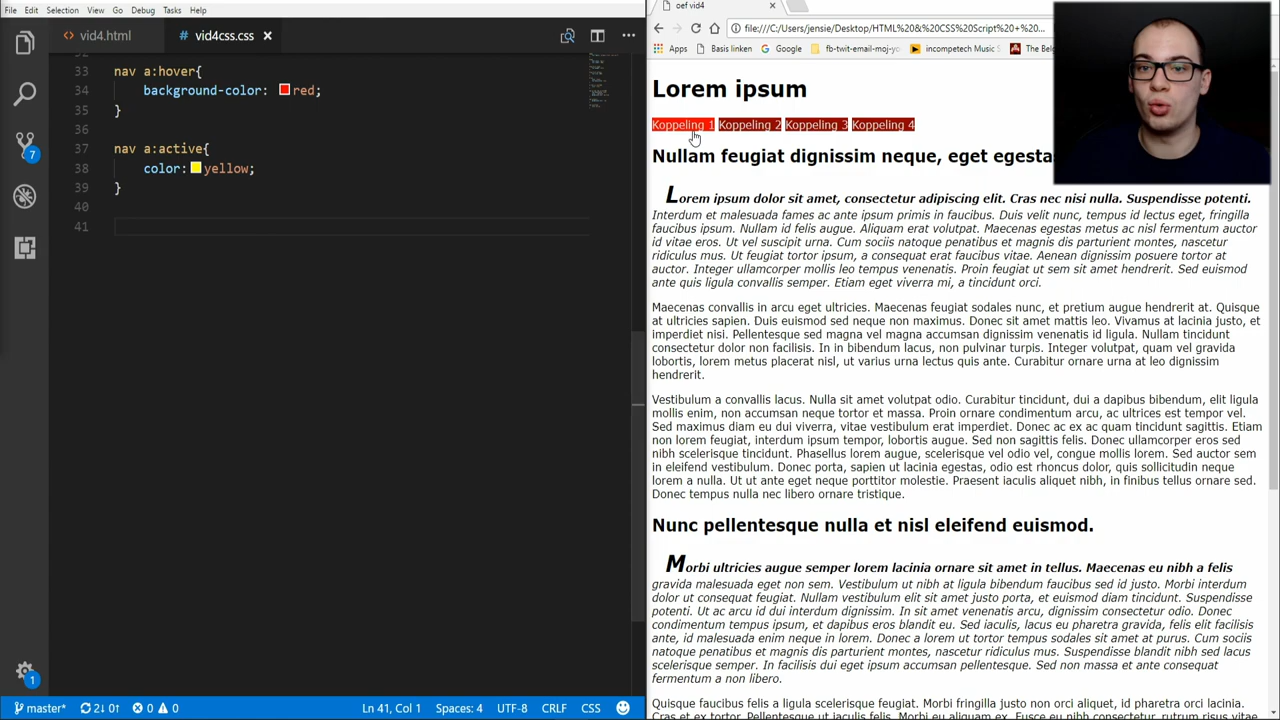 File Edit Selection View Go Debug Tasks Help
vid4.html
vid4css.css
33 nav a:hover{
34 background-color: red;
35 }
36
37 nav a:active{
38 color: yellow;
39 }
40
41
7
1
master* 2↓ 0↑ 0 0 Ln 41, Col 1 Spaces: 4 UTF-8 CRLF CSS
oef vid4
file:///C:/Users/jensie/Desktop/HTML%20&%20CSS%20Script%20+%20...
Apps Basis linken Google fb-twit-email-moj-yo incompetech Music S The Belg
Lorem ipsum
Koppeling 1 Koppeling 2 Koppeling 3 Koppeling 4
Nullam feugiat dignissim neque, eget egestas
Lorem ipsum dolor sit amet, consectetur adipiscing elit. Cras nec nisi nulla. Suspendisse potenti.
Interdum et malesuada fames ac ante ipsum primis in faucibus. Duis velit nunc, tempus id lectus eget, fringilla
faucibus ipsum. Nullam id felis augue. Aliquam erat volutpat. Maecenas egestas metus ac nisl fermentum auctor
id vitae eros. Ut vel suscipit urna. Cum sociis natoque penatibus et magnis dis parturient montes, nascetur
ridiculus mus. Ut feugiat tortor ipsum, a consequat erat faucibus vitae. Aenean dignissim posuere tortor at
auctor. Integer ullamcorper mollis leo tempus venenatis. Proin feugiat ut sem sit amet hendrerit. Sed euismod
ante quis ligula convallis semper. Etiam eget viverra mi, a tincidunt orci.
Maecenas convallis in arcu eget ultricies. Maecenas feugiat sodales nunc, et pretium augue hendrerit at. Quisque
at ultricies sapien. Duis euismod sed neque non maximus. Donec sit amet mattis leo. Vivamus at lacinia justo, et
imperdiet nisi. Pellentesque sed magna vel magna accumsan dignissim venenatis id ligula. Nullam tincidunt
consectetur dolor non facilisis. In in bibendum lacus, non pulvinar turpis. Integer volutpat, quam vel gravida
lobortis, lorem metus placerat nisl, ut varius urna lectus quis ante. Curabitur ornare urna at leo dignissim
hendrerit.
Vestibulum a convallis lacus. Nulla sit amet volutpat odio. Curabitur tincidunt, dui a dapibus bibendum, elit ligula
mollis enim, non accumsan neque tortor et massa. Proin ornare condimentum arcu, ac ultrices est tempor vel.
Sed maximus diam eu dui viverra, vitae vestibulum erat imperdiet. Donec ac ex ac quam tincidunt sagittis. Etiam
non lorem feugiat, interdum ipsum tempor, lobortis augue. Sed non sagittis felis. Donec ullamcorper eros sed
nibh scelerisque tincidunt. Phasellus lorem augue, scelerisque vel odio vel, congue mollis lorem. Sed auctor sem
in eleifend vestibulum. Donec porta, sapien ut lacinia egestas, odio est rhoncus dolor, quis sollicitudin neque
lorem a nulla. Ut ut ante eget neque porttitor molestie. Praesent iaculis aliquet nibh, in finibus tellus ornare sed.
Donec tempus nulla nec libero ornare tristique.
Nunc pellentesque nulla et nisl eleifend euismod.
Morbi ultricies augue semper lorem lacinia ornare sit amet in tellus. Maecenas eu nibh a felis
gravida malesuada eget non sem. Vestibulum ut nibh at ligula bibendum faucibus sed id justo. Morbi interdum
dolor ut consequat feugiat. Nullam vestibulum elit sit amet justo porta, et euismod diam tincidunt. Suspendisse
potenti. Ut ac arcu id dui interdum dignissim. In sit amet venenatis arcu, dignissim consectetur odio. Donec
condimentum tempus ipsum, et dapibus eros blandit eu. Sed iaculis, lacus eu pharetra gravida, felis elit facilisis
ante, id malesuada enim neque in lorem. Donec a lorem ut tortor tempus sodales sit amet at purus. Cum sociis
natoque penatibus et magnis dis parturient montes, nascetur ridiculus mus. Suspendisse blandit nibh sed lacus
scelerisque semper. In facilisis dui eget ipsum accumsan pellentesque. Sed non massa et ante consequat
fermentum a non libero.
Quisque faucibus felis a ligula scelerisque feugiat. Morbi fringilla orci lacinia, id pharetra orci lacinia.